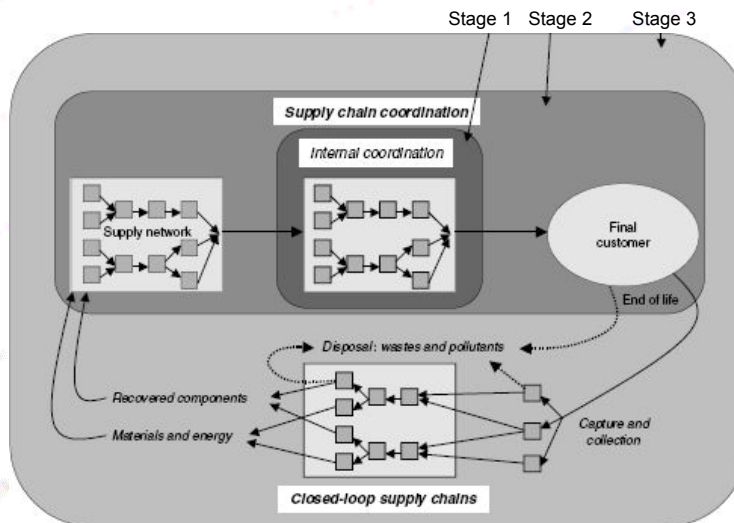 Stage 1 Stage 2 Stage 3
Supply chain coordination
Internal coordination
Supply network
Final
customer
End of life
Disposal: wastes and pollutants
Recovered components
Materials and energy
Capture and
collection
Closed-loop supply chains